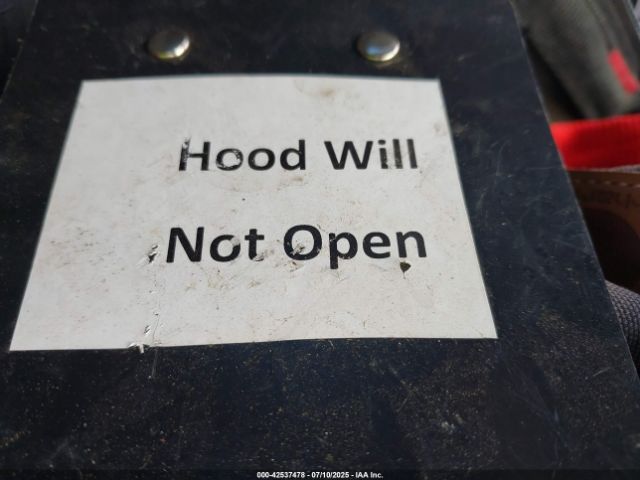 Hood Will
Not Open
000-42537478 - 07/10/2025 - IAA Inc.